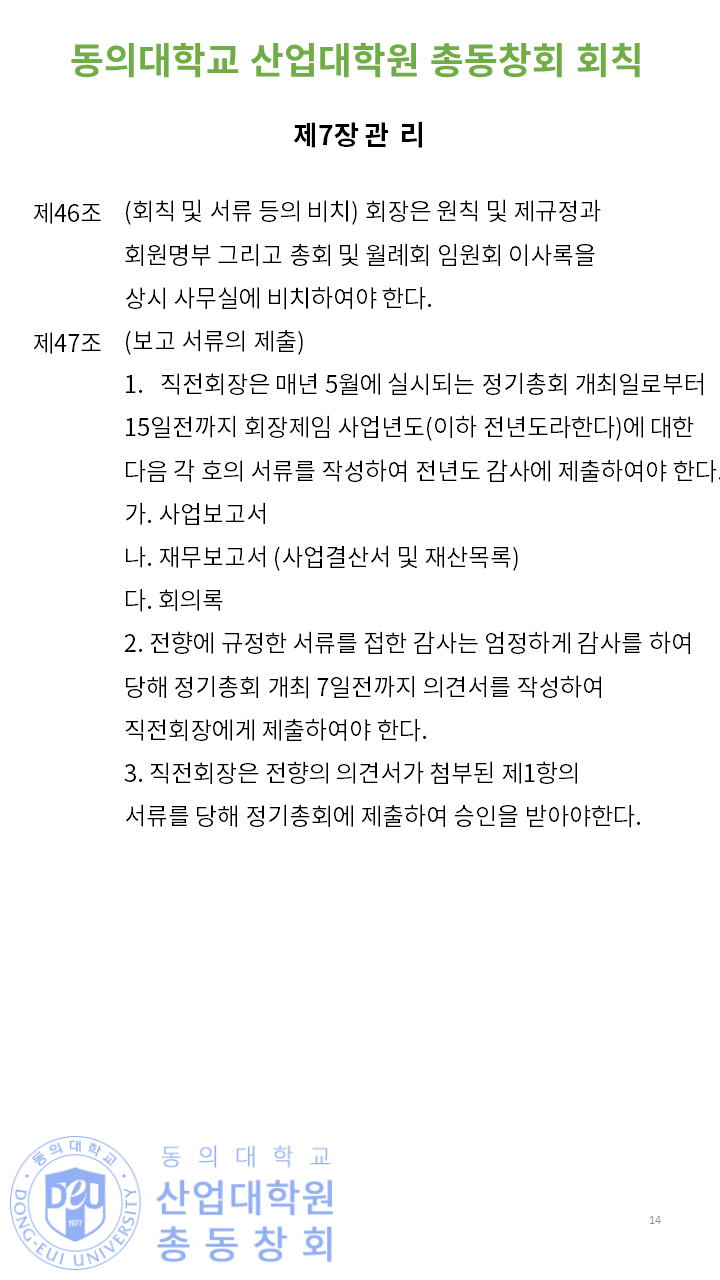 동의대학교 산업대학원 총동창회 회칙
제7장 관 리
제46조 (회칙 및 서류 등의 비치) 회장은 원칙 및 제규정과
회원명부 그리고 총회 및 월례회 임원회 이사록을
상시 사무실에 비치하여야 한다.
제47조 (보고 서류의 제출)
1. 직전회장은 매년 5월에 실시되는 정기총회 개최일로부터
15일전까지 회장제임 사업년도(이하 전년도라한다)에 대한
다음 각 호의 서류를 작성하여 전년도 감사에 제출하여야 한다.
가. 사업보고서
나. 재무보고서 (사업결산서 및 재산목록)
다. 회의록
2. 전향에 규정한 서류를 접한 감사는 엄정하게 감사를 하여
당해 정기총회 개최 7일전까지 의견서를 작성하여
직전회장에게 제출하여야 한다.
3. 직전회장은 전향의 의견서가 첨부된 제1항의
서류를 당해 정기총회에 제출하여 승인을 받아야한다.
동의대학교
DEU
1977
DONG-EUI UNIVERSITY
동 의 대 학 교
산업대학원
총 동 창 회
14